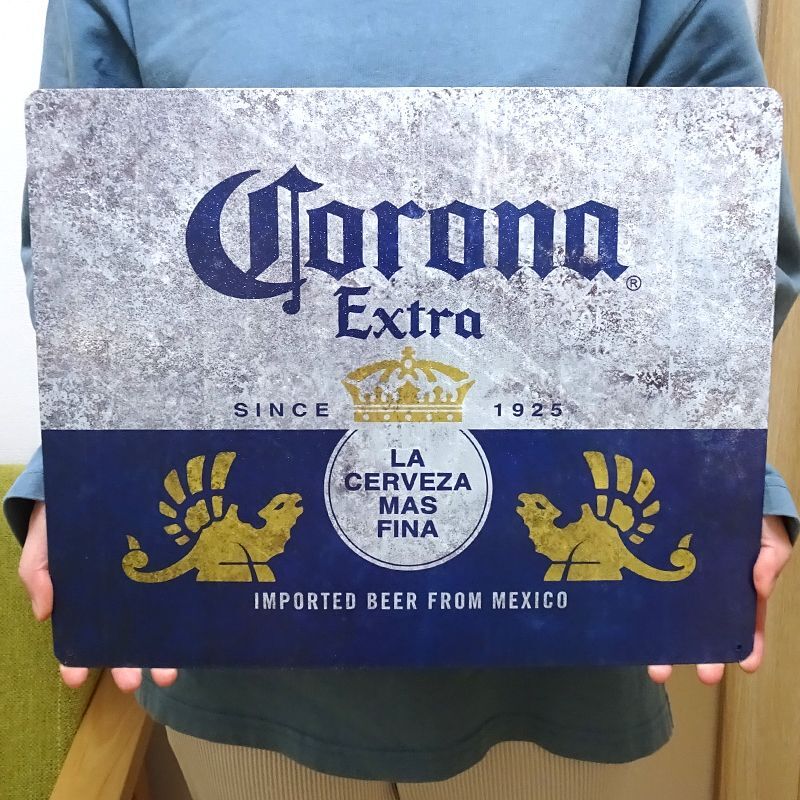 Corona®
Extra
SINCE 1925
LA
CERVEZA
MAS
FINA
IMPORTED BEER FROM MEXICO